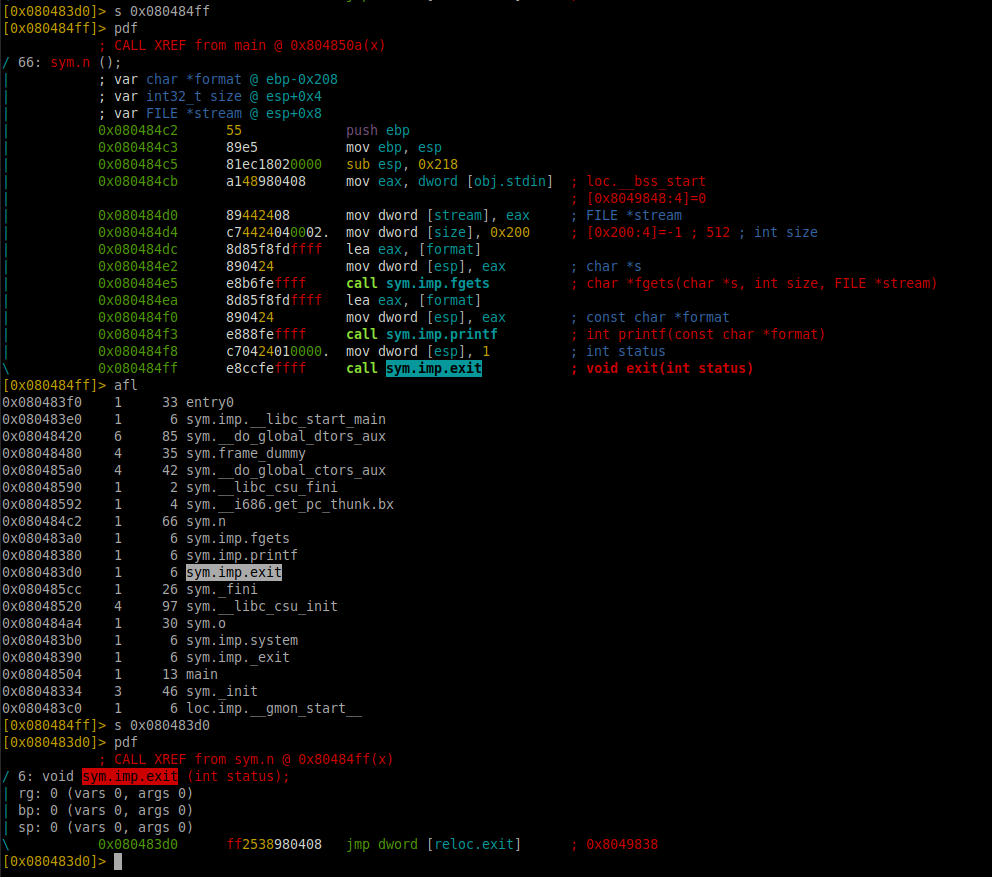 [0x080483d0]> s 0x080484ff
[0x080484ff]> pdf
; CALL XREF from main @ 0x804850a(x)
/ 66: sym.n ();
| ; var char *format @ ebp-0x208
| ; var int32_t size @ esp+0x4
| ; var FILE *stream @ esp+0x8
| 0x080484c2 55 push ebp
| 0x080484c3 89e5 mov ebp, esp
| 0x080484c5 81ec18020000 sub esp, 0x218
| 0x080484cb a148980408 mov eax, dword [obj.stdin] ; loc.__bss_start
| ; [0x8049848:4]=0
| 0x080484d0 89442408 mov dword [stream], eax ; FILE *stream
| 0x080484d4 c74424040002. mov dword [size], 0x200 ; [0x200:4]=-1 ; 512 ; int size
| 0x080484dc 8d85f8fdffff lea eax, [format]
| 0x080484e2 890424 mov dword [esp], eax ; char *s
| 0x080484e5 e8b6feffff call sym.imp.fgets ; char *fgets(char *s, int size, FILE *stream)
| 0x080484ea 8d85f8fdffff lea eax, [format]
| 0x080484f0 890424 mov dword [esp], eax ; const char *format
| 0x080484f3 e888feffff call sym.imp.printf ; int printf(const char *format)
| 0x080484f8 c70424010000. mov dword [esp], 1 ; int status
\ 0x080484ff e8ccfeffff call sym.imp.exit ; void exit(int status)
[0x080484ff]> afl
0x080483f0 1 33 entry0
0x080483e0 1 6 sym.imp.__libc_start_main
0x08048420 6 85 sym.__do_global_dtors_aux
0x08048480 4 35 sym.frame_dummy
0x080485a0 4 42 sym.__do_global_ctors_aux
0x08048590 1 2 sym.__libc_csu_fini
0x08048592 1 4 sym.__i686.get_pc_thunk.bx
0x080484c2 1 66 sym.n
0x080483a0 1 6 sym.imp.fgets
0x08048380 1 6 sym.imp.printf
0x080483d0 1 6 sym.imp.exit
0x080485cc 1 26 sym._fini
0x08048520 4 97 sym.__libc_csu_init
0x080484a4 1 30 sym.o
0x080483b0 1 6 sym.imp.system
0x08048390 1 6 sym.imp._exit
0x08048504 1 13 main
0x08048334 3 46 sym._init
0x080483c0 1 6 loc.imp.__gmon_start__
[0x080484ff]> s 0x080483d0
[0x080483d0]> pdf
; CALL XREF from sym.n @ 0x80484ff(x)
/ 6: void sym.imp.exit (int status);
| rg: 0 (vars 0, args 0)
| bp: 0 (vars 0, args 0)
| sp: 0 (vars 0, args 0)
\ 0x080483d0 ff2538980408 jmp dword [reloc.exit] ; 0x8049838
[0x080483d0]>